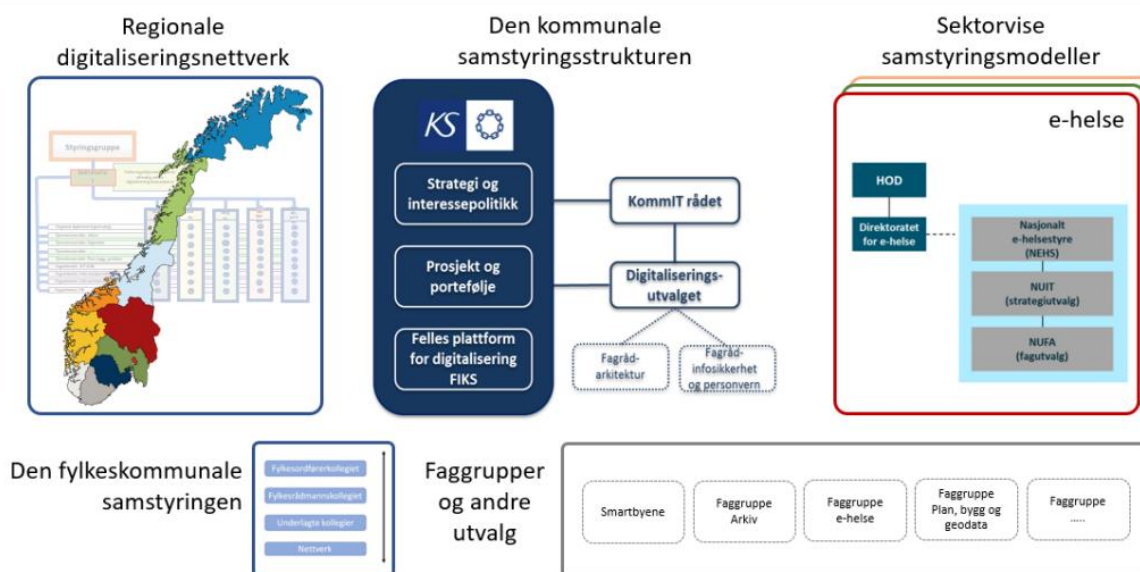 Regionale
digitaliseringsnettverk
Styringsgruppe
Den kommunale
samstyringsstrukturen
KS
Strategi og
interessepolitikk
Prosjekt og
portefølje
Felles plattform
for digitalisering
FIKS
KommIT rådet
Digitaliserings-
utvalget
Fagråd-
arkitektur
Fagråd-
infosikkerhet
og personvern
Sektorvise
samstyringsmodeller
e-helse
HOD
Direktoratet
for e-helse
Nasjonalt
e-helsestyre
(NEHS)
NUIT
(strategiutvalg)
NUFA
(fagutvalg)
Den fylkeskommunale
samstyringen
Fylkesordførerkollegiet
Fylkesrådmannskollegiet
Underlagte kollegier
Nettverk
Faggrupper
og andre
utvalg
Smartbyene
Faggruppe
Arkiv
Faggruppe
e-helse
Faggruppe
Plan, bygg og
geodata
Faggruppe
.....